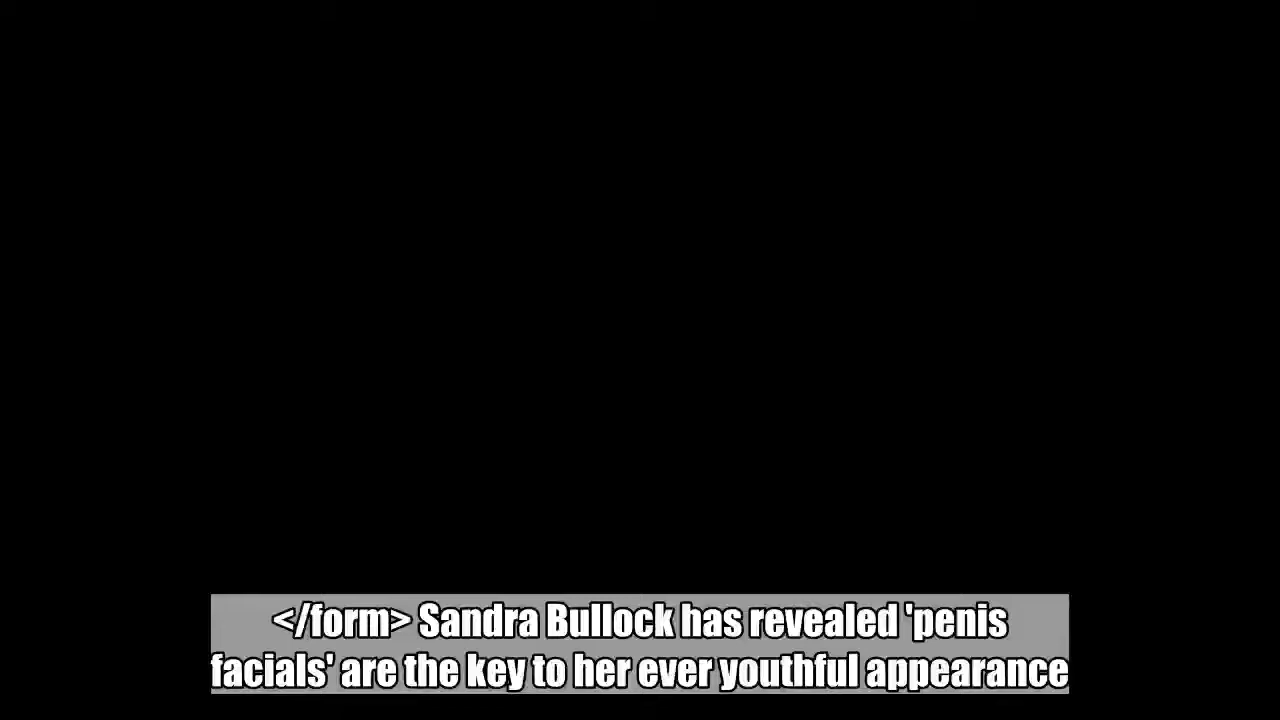 </form> Sandra Bullock has revealed 'penis
facials' are the key to her ever youthful appearance